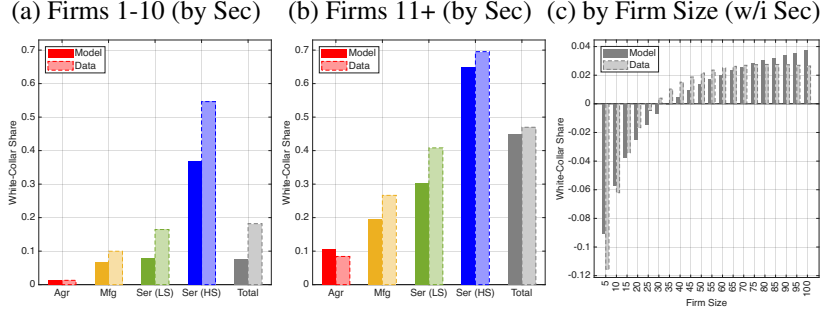 (a) Firms 1-10 (by Sec)
0.7
0.6
0.5
0.4
0.3
0.2
0.1
0
White-Collar Share
Model
Data
Agr Mfg Ser (LS) Ser (HS) Total
(b) Firms 11+ (by Sec)
0.7
0.6
0.5
0.4
0.3
0.2
0.1
0
White-Collar Share
Model
Data
Agr Mfg Ser (LS) Ser (HS) Total
(c) by Firm Size (w/i Sec)
0.04
0.02
0
-0.02
-0.04
-0.06
-0.08
-0.1
-0.12
White-Collar Share
Model
Data
5 10 15 20 25 30 35 40 45 50 55 60 65 70 75 80 85 90 95 100
Firm Size